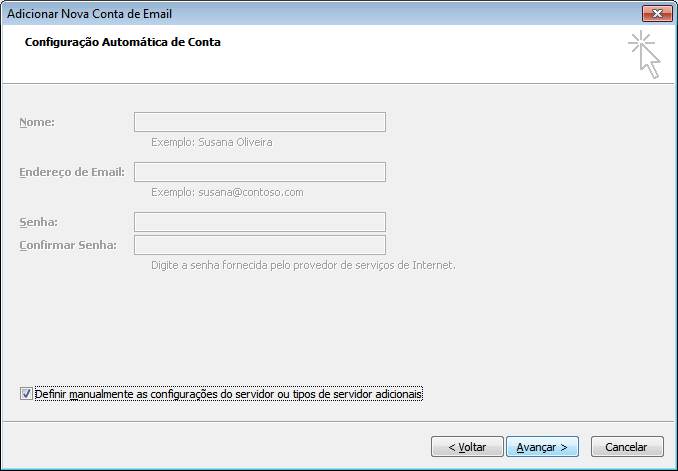 Adicionar Nova Conta de Email
Configuração Automática de Conta
Nome:
Exemplo: Susana Oliveira
Endereço de Email:
Exemplo: susana@contoso.com
Senha:
Confirmar Senha:
Digite a senha fornecida pelo provedor de serviços de Internet.
Definir manualmente as configurações do servidor ou tipos de servidor adicionais
< Voltar Avançar > Cancelar